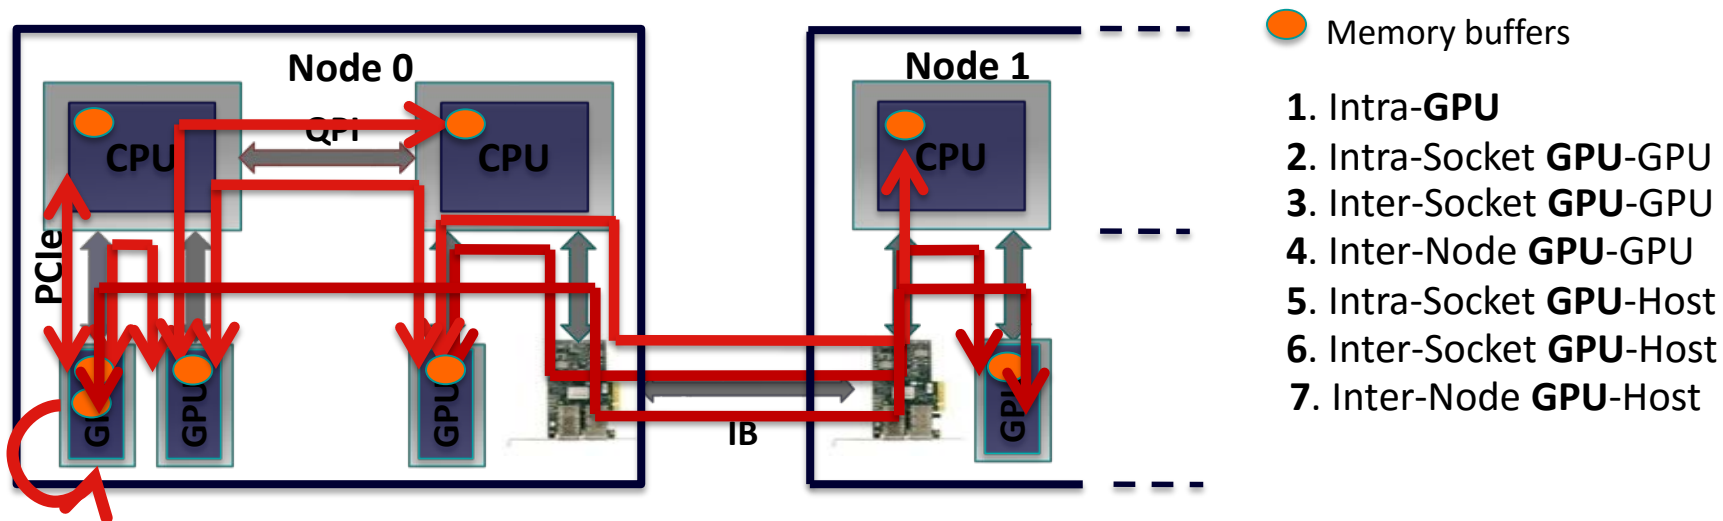 Node 0
Node 1
Memory buffers
QPI
CPU
CPU
CPU
PCIe
GPU
GPU
GPU
IB
1. Intra-GPU
2. Intra-Socket GPU-GPU
3. Inter-Socket GPU-GPU
4. Inter-Node GPU-GPU
5. Intra-Socket GPU-Host
6. Inter-Socket GPU-Host
7. Inter-Node GPU-Host